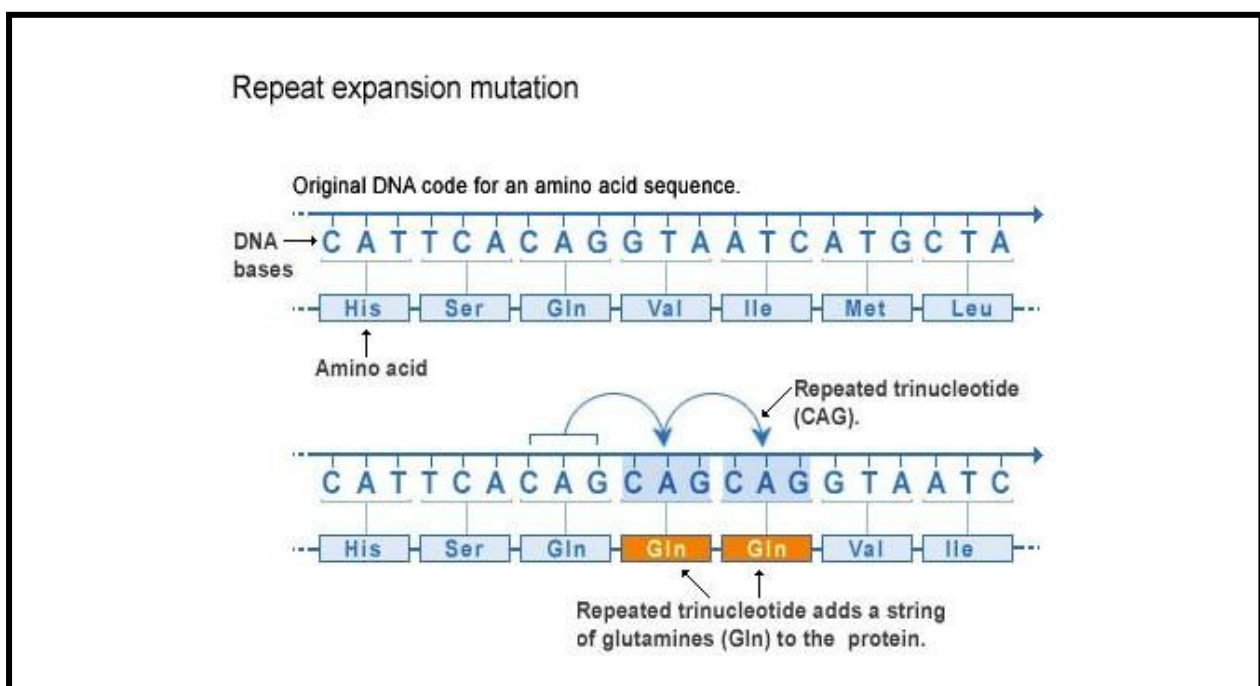 Repeat expansion mutation
Original DNA code for an amino acid sequence.
DNA bases
C A T T C A C A G G T A A T C A T G C T A
His Ser Gln Val Ile Met Leu
Amino acid
Repeated trinucleotide
(CAG).
C A T T C A C A G C A G C A G G T A A T C
His Ser Gln Gln Gln Val Ile
Repeated trinucleotide adds a string
of glutamines (Gln) to the protein.